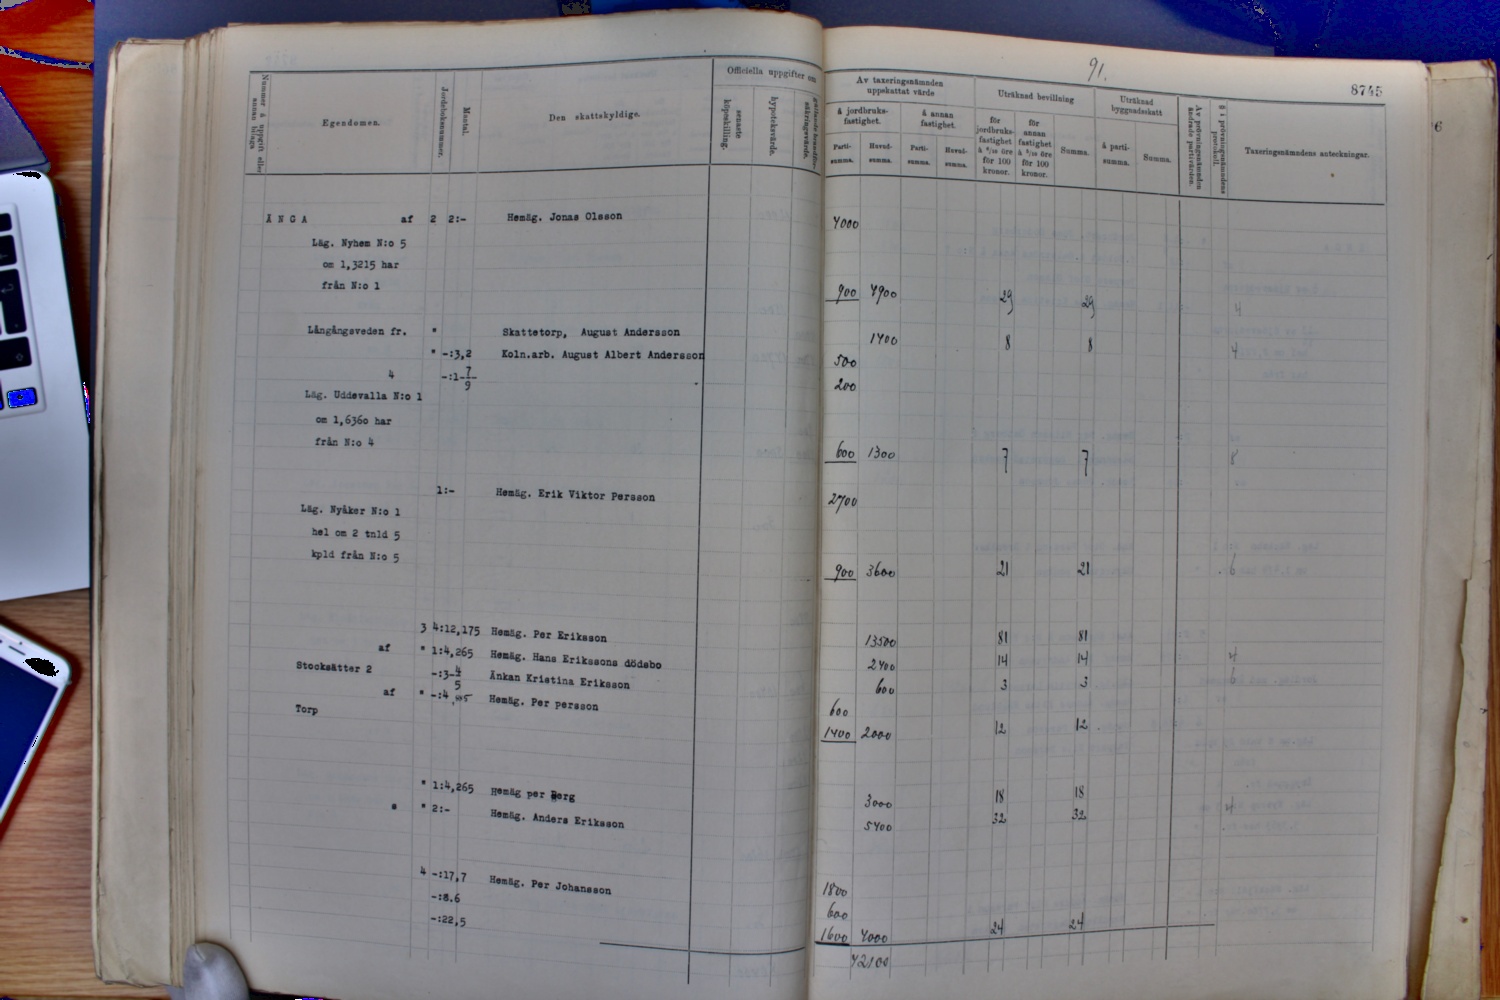 91.
8745
Nummer å uppgift eller annan bilaga
Egendomen.
Jordeboksnummer.
Mantal.
Den skattskyldige.
Officiella uppgifter om
senaste köpeskilling.
hypoteksvärde.
Av taxeringsnämnden uppskattat värde
å jordbruksfastighet.
å annan fastighet.
Partisumma.
Huvudsumma.
Partisumma.
Huvudsumma.
Uträknad bevillning
för jordbruksfastighet å 6/10 öre för 100 kronor.
för annan fastighet å 5/10 öre för 100 kronor.
Summa.
Uträknad byggnadsskatt
å partisumma.
Summa.
Av prövningsnämnden ändrade partivärden.
§ i prövningsnämndens protokoll.
Taxeringsnämndens anteckningar.
ÄNGA af 2 2:- Hemäg. Jonas Olsson 4000
Läg. Nyhem N:o 5
om 1,3215 har
från N:o 1 900 4900 29 29 4
Långångsveden fr. " Skattetorp, August Andersson 1400 8 8 4
" -:3,2 Koln.arb. August Albert Andersson 500
4 -:1-7/9 200
Läg. Uddevalla N:o 1
om 1,6360 har
från N:o 4 600 1300 7 7 8
1:- Hemäg. Erik Viktor Persson 2700
Läg. Nyåker N:o 1
hel om 2 tnld 5
kpld från N:o 5 900 3600 21 21 6
3 4:12,175 Hemäg. Per Eriksson 13500 81 81
af " 1:4,265 Hemäg. Hans Erikssons dödsbo 2400 14 14 4
Stocksätter 2 -:3-4/5 Änkan Kristina Eriksson 600 3 3 6
af " -:4 Hemäg. Per persson 600
Torp 1400 2000 12 12
" 1:4,265 Hemäg per Berg 3000 18 18 4
" " 2:- Hemäg. Anders Eriksson 5400 32 32
4 -:17,7 Hemäg. Per Johansson 1800
-:8.6 600
-:22,5 1600 4000 24 24
42100
6